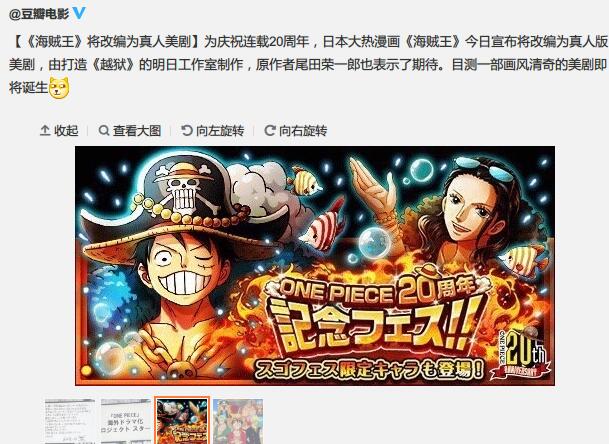 @豆瓣电影
【《海贼王》将改编为真人美剧】为庆祝连载20周年，日本大热漫画《海贼王》今日宣布将改编为真人版
美剧，由打造《越狱》的明日工作室制作，原作者尾田荣一郎也表示了期待。目测一部画风清奇的美剧即
将诞生
收起 查看大图 向左旋转 向右旋转
ONE PIECE 20周年
記念フェス!!
スゴフェス限定キャラも登場！
ONE PIECE
20th
ANNIVERSARY
「ONE PIECE」
海外ドラマ化
ロジェクト スター